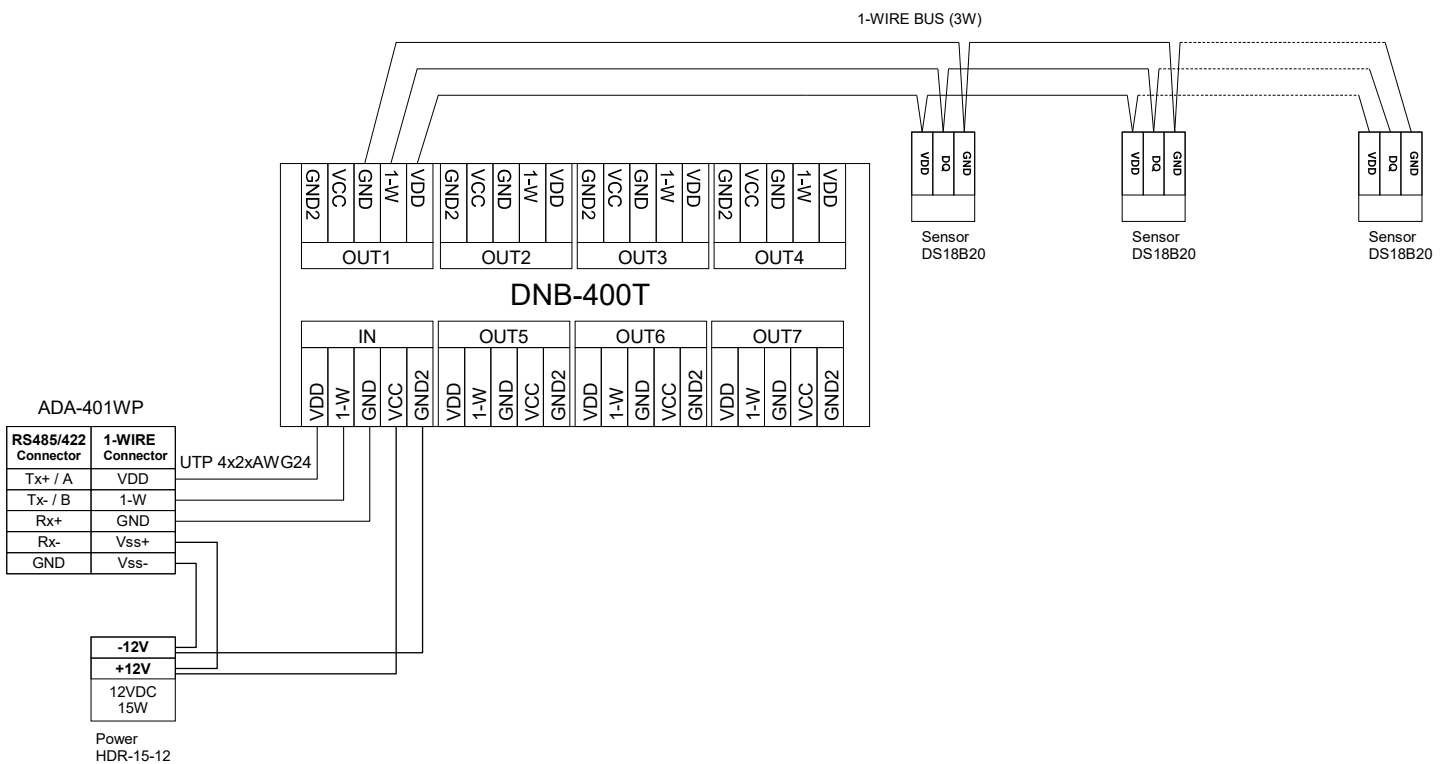 1-WIRE BUS (3W)
VDD DQ GND
VDD DQ GND
VDD DQ GND
Sensor
DS18B20
Sensor
DS18B20
Sensor
DS18B20
GND2 VCC GND 1-W VDD GND2 VCC GND 1-W VDD GND2 VCC GND 1-W VDD GND2 VCC GND 1-W VDD
OUT1 OUT2 OUT3 OUT4
DNB-400T
IN OUT5 OUT6 OUT7
VDD 1-W GND VCC GND2 VDD 1-W GND VCC GND2 VDD 1-W GND VCC GND2 VDD 1-W GND VCC GND2
ADA-401WP
RS485/422 1-WIRE
Connector Connector
UTP 4x2xAWG24
Tx+ / A VDD
Tx- / B 1-W
Rx+ GND
Rx- Vss+
GND Vss-
-12V
+12V
12VDC
15W
Power
HDR-15-12